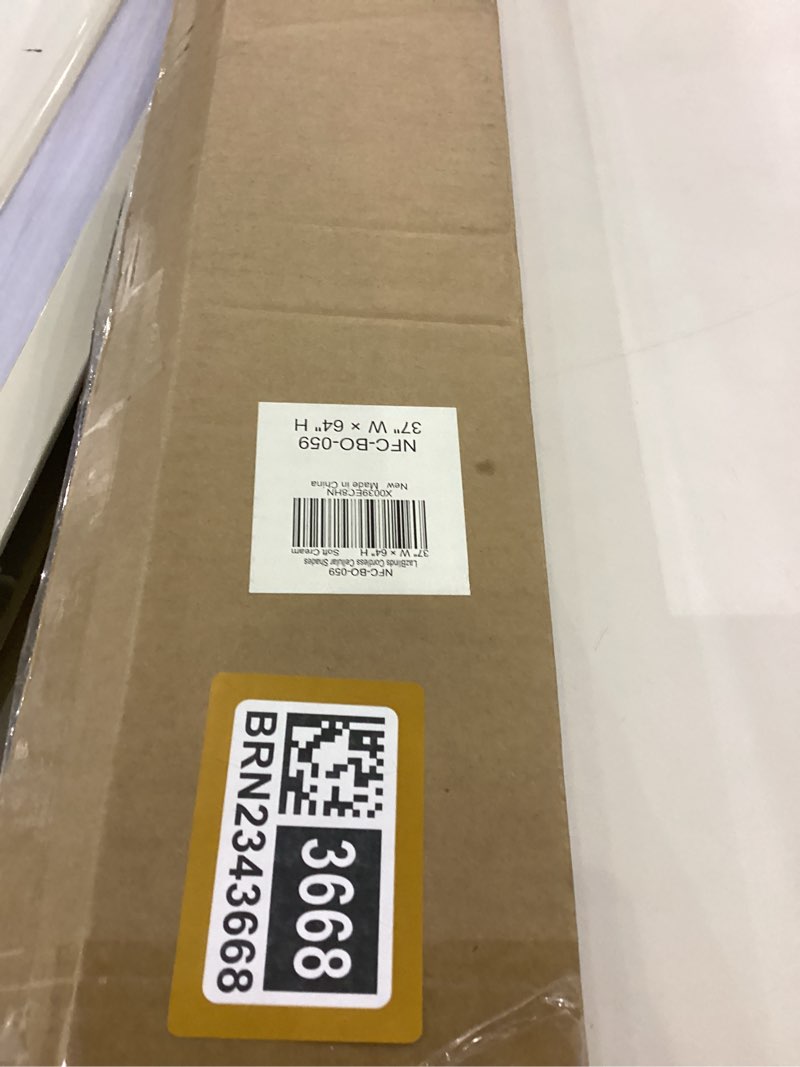 NFC-BO-059
LazBlinds Cordless Cellular Shades
37" W × 64" H Soft Cream
X0039EC8HN
New Made in China
NFC-BO-059
37" W × 64" H
BRN2343668
3668